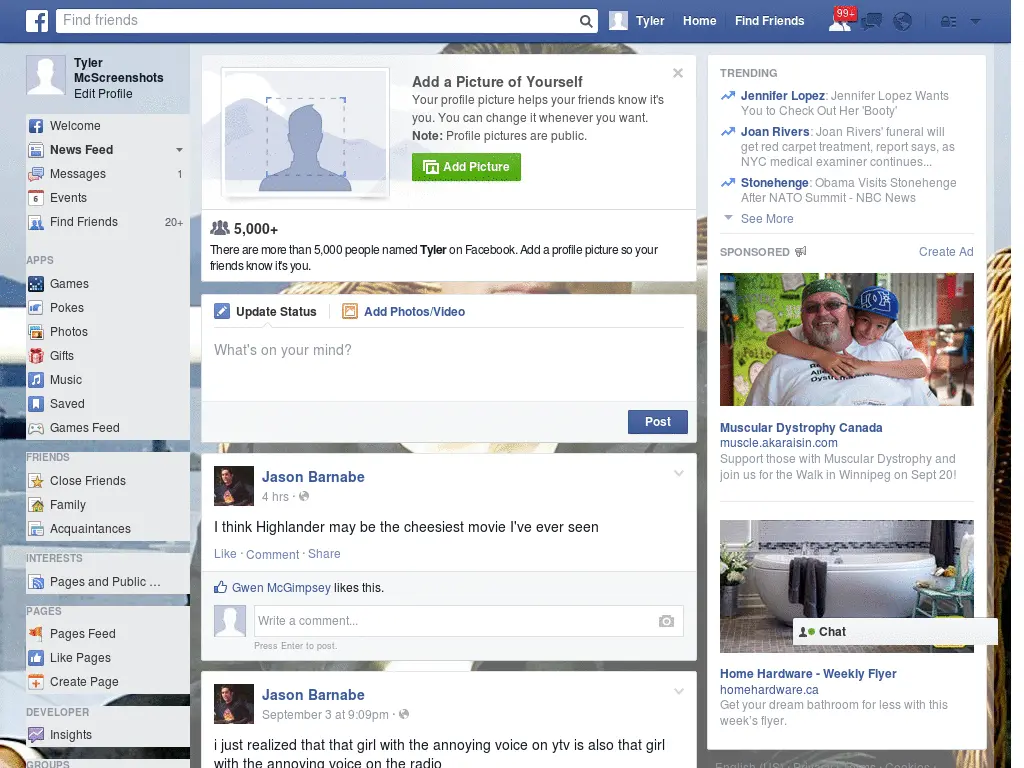 Find friends
Tyler
Home
Find Friends
99+
Tyler
McScreenshots
Edit Profile
Welcome
News Feed
Messages 1
6 Events
Find Friends 20+
APPS
Games
Pokes
Photos
Gifts
Music
Saved
Games Feed
FRIENDS
Close Friends
Family
Acquaintances
INTERESTS
Pages and Public ...
PAGES
Pages Feed
Like Pages
Create Page
DEVELOPER
Insights
GROUPS
Add a Picture of Yourself
Your profile picture helps your friends know it's
you. You can change it whenever you want.
Note: Profile pictures are public.
Add Picture
5,000+
There are more than 5,000 people named Tyler on Facebook. Add a profile picture so your
friends know it's you.
Update Status
Add Photos/Video
What's on your mind?
Post
Jason Barnabe
4 hrs ·
I think Highlander may be the cheesiest movie I've ever seen
Like · Comment · Share
Gwen McGimpsey likes this.
Write a comment...
Press Enter to post.
Jason Barnabe
September 3 at 9:09pm ·
i just realized that that girl with the annoying voice on ytv is also that girl
with the annoying voice on the radio
TRENDING
Jennifer Lopez: Jennifer Lopez Wants
You to Check Out Her 'Booty'
Joan Rivers: Joan Rivers' funeral will
get red carpet treatment, report says, as
NYC medical examiner continues...
Stonehenge: Obama Visits Stonehenge
After NATO Summit - NBC News
See More
SPONSORED
Create Ad
Muscular Dystrophy Canada
muscle.akaraisin.com
Support those with Muscular Dystrophy and
join us for the Walk in Winnipeg on Sept 20!
Chat
Home Hardware - Weekly Flyer
homehardware.ca
Get your dream bathroom for less with this
week's flyer.
English (US) · Privacy · Terms · Cookies ·